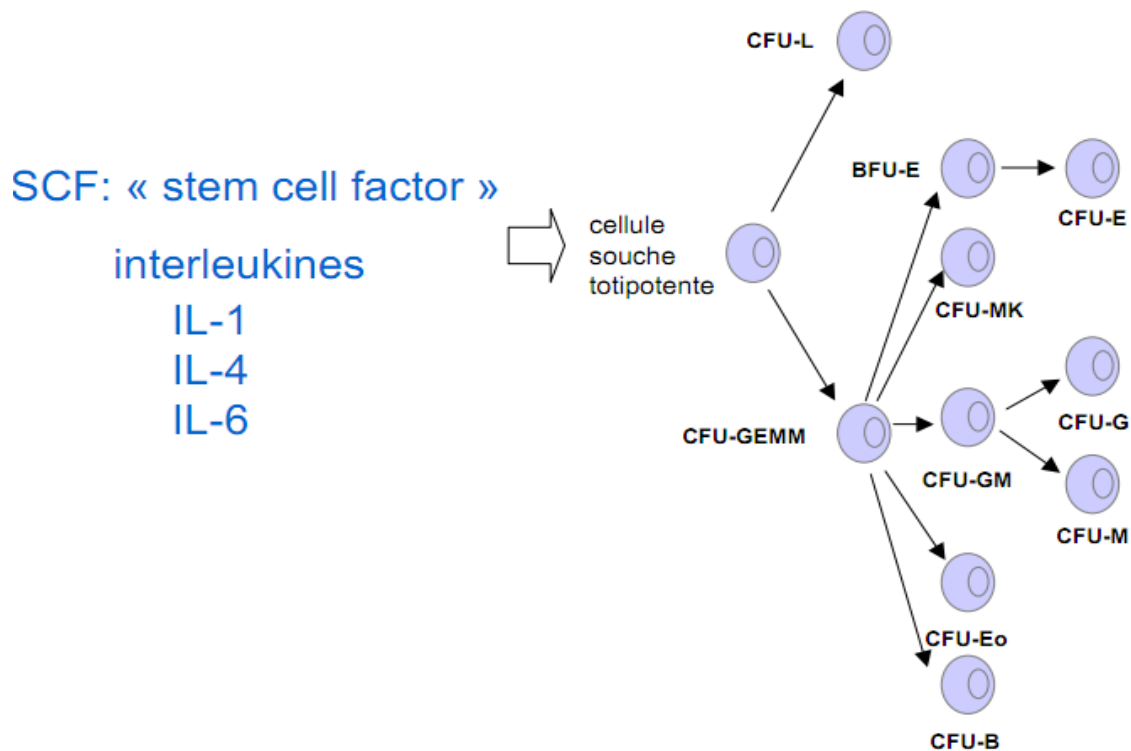 SCF: « stem cell factor »
interleukines
IL-1
IL-4
IL-6
cellule
souche
totipotente
CFU-L
BFU-E
CFU-E
CFU-MK
CFU-GEMM
CFU-GM
CFU-G
CFU-M
CFU-Eo
CFU-B